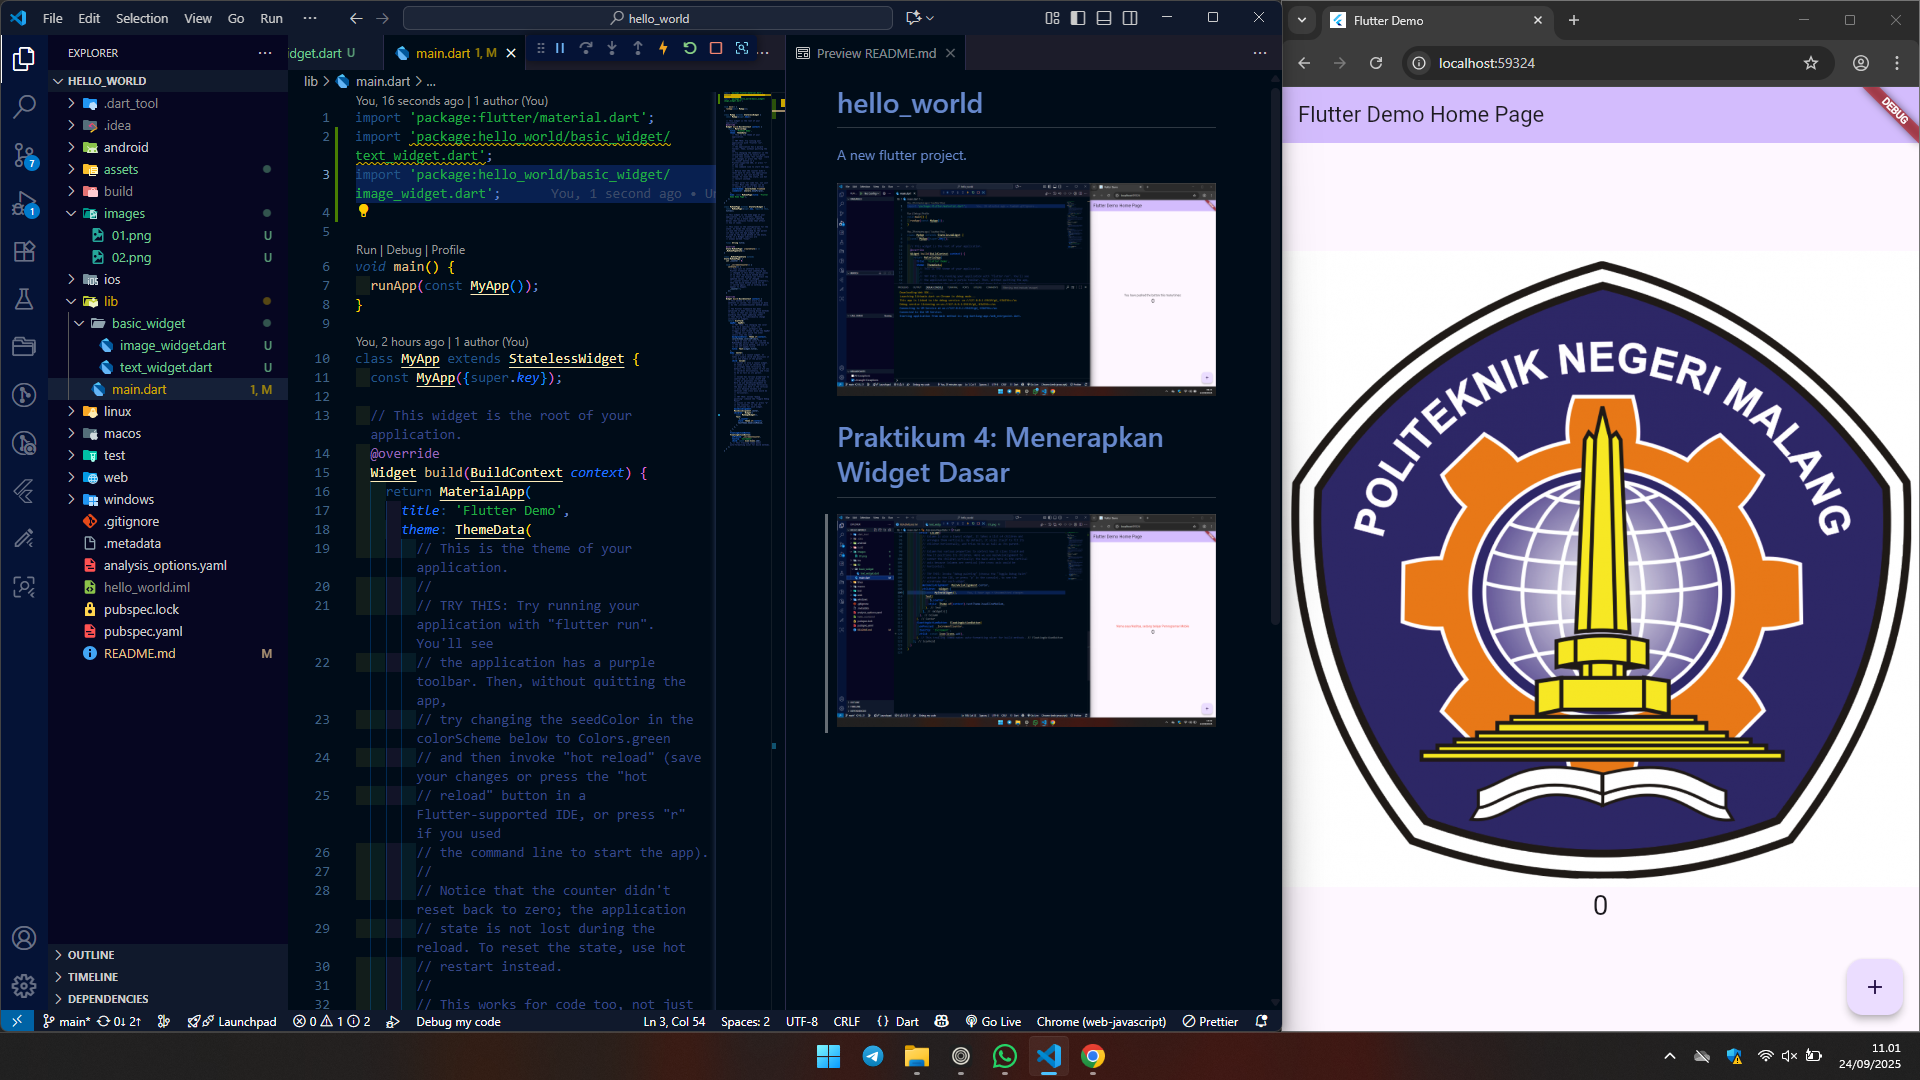 File Edit Selection View Go Run ··· hello_world
EXPLORER
HELLO_WORLD
.dart_tool
.idea
android
assets
build
images
01.png U
02.png U
ios
lib
basic_widget
image_widget.dart U
text_widget.dart U
main.dart 1, M
linux
macos
test
web
windows
.gitignore
.metadata
analysis_options.yaml
hello_world.iml
pubspec.lock
pubspec.yaml
README.md M
OUTLINE
TIMELINE
DEPENDENCIES
idget.dart U
main.dart 1, M
lib > main.dart > ...
You, 16 seconds ago | 1 author (You)
1 import 'package:flutter/material.dart';
2 import 'package:hello_world/basic_widget/
text_widget.dart';
3 import 'package:hello_world/basic_widget/
image_widget.dart'; You, 1 second ago • Un
4
5
Run | Debug | Profile
6 void main() {
7 runApp(const MyApp());
8 }
9
You, 2 hours ago | 1 author (You)
10 class MyApp extends StatelessWidget {
11 const MyApp({super.key});
12
13 // This widget is the root of your
application.
14 @override
15 Widget build(BuildContext context) {
16 return MaterialApp(
17 title: 'Flutter Demo',
18 theme: ThemeData(
19 // This is the theme of your
application.
20 //
21 // TRY THIS: Try running your
application with "flutter run".
You'll see
22 // the application has a purple
toolbar. Then, without quitting the
app,
23 // try changing the seedColor in the
colorScheme below to Colors.green
24 // and then invoke "hot reload" (save
your changes or press the "hot
25 // reload" button in a
Flutter-supported IDE, or press "r"
if you used
26 // the command line to start the app).
27 //
28 // Notice that the counter didn't
reset back to zero; the application
29 // state is not lost during the
reload. To reset the state, use hot
30 // restart instead.
31 //
32 // This works for code too, not just
Preview README.md
hello_world
A new flutter project.
Flutter Demo Home Page
Praktikum 4: Menerapkan
Widget Dasar
Flutter Demo Home Page
main* 0↓ 2↑ Launchpad 0 1 2 Debug my code Ln 3, Col 54 Spaces: 2 UTF-8 CRLF {} Dart Go Live Chrome (web-javascript) Prettier
7
1
Flutter Demo
localhost:59324
Flutter Demo Home Page
DEBUG
POLITEKNIK NEGERI MALANG
0
+
11.01
24/09/2025